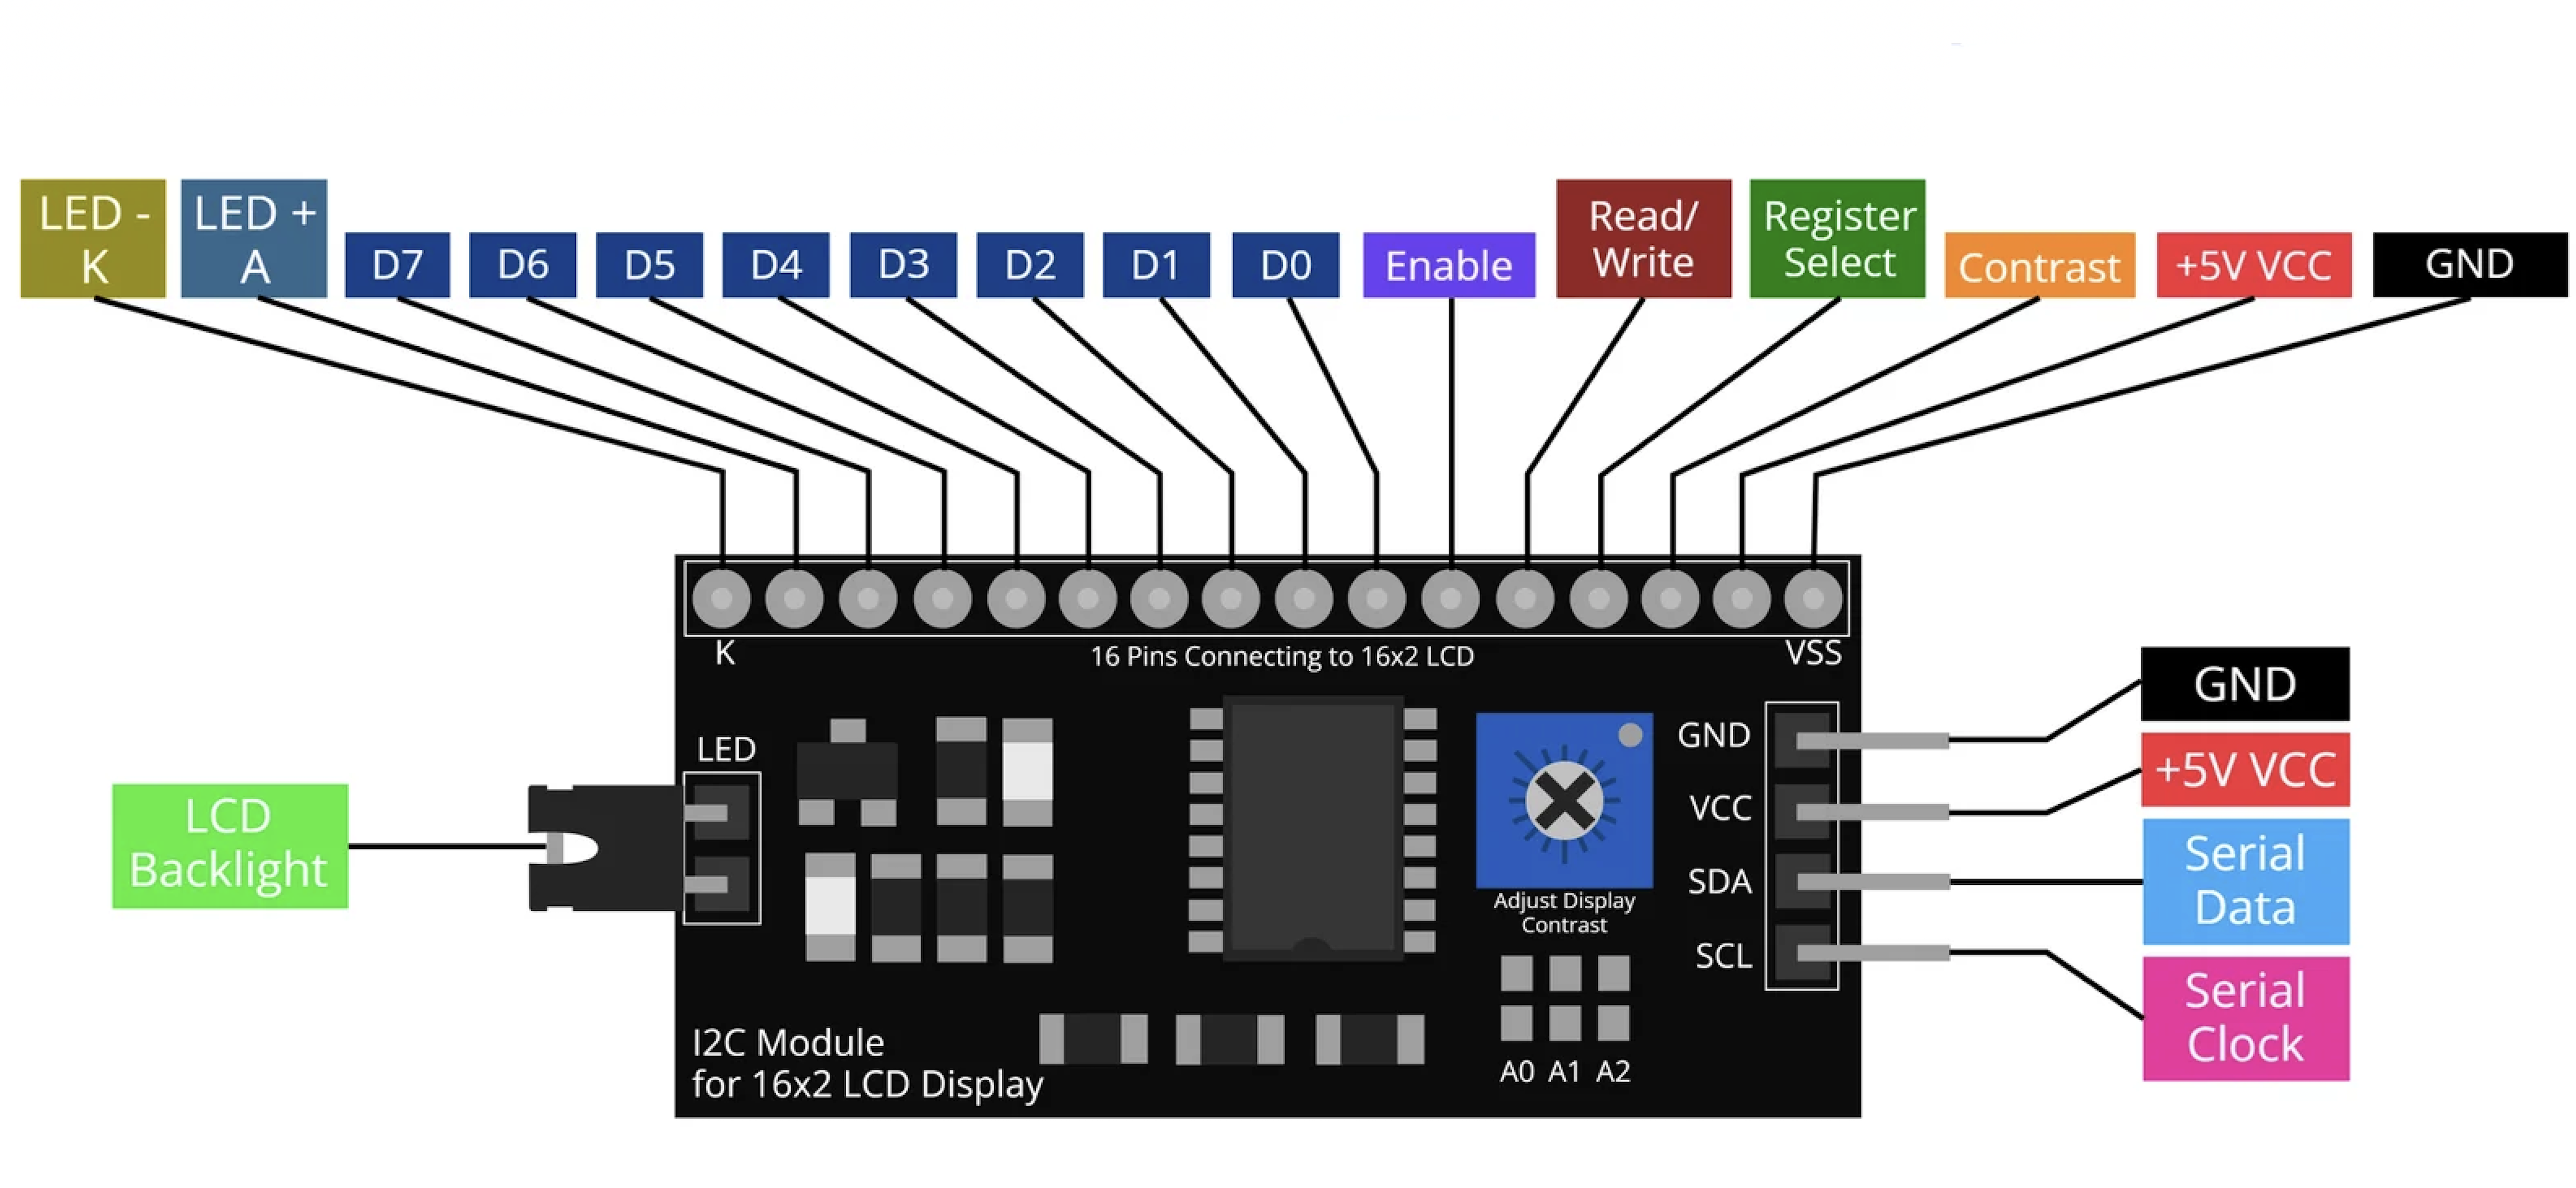 LED -
K
LED +
A
D7
D6
D5
D4
D3
D2
D1
D0
Enable
Read/
Write
Register
Select
Contrast
+5V VCC
GND
K
16 Pins Connecting to 16x2 LCD
VSS
LED
LCD
Backlight
GND
VCC
SDA
SCL
Adjust Display
Contrast
A0 A1 A2
I2C Module
for 16x2 LCD Display
GND
+5V VCC
Serial
Data
Serial
Clock